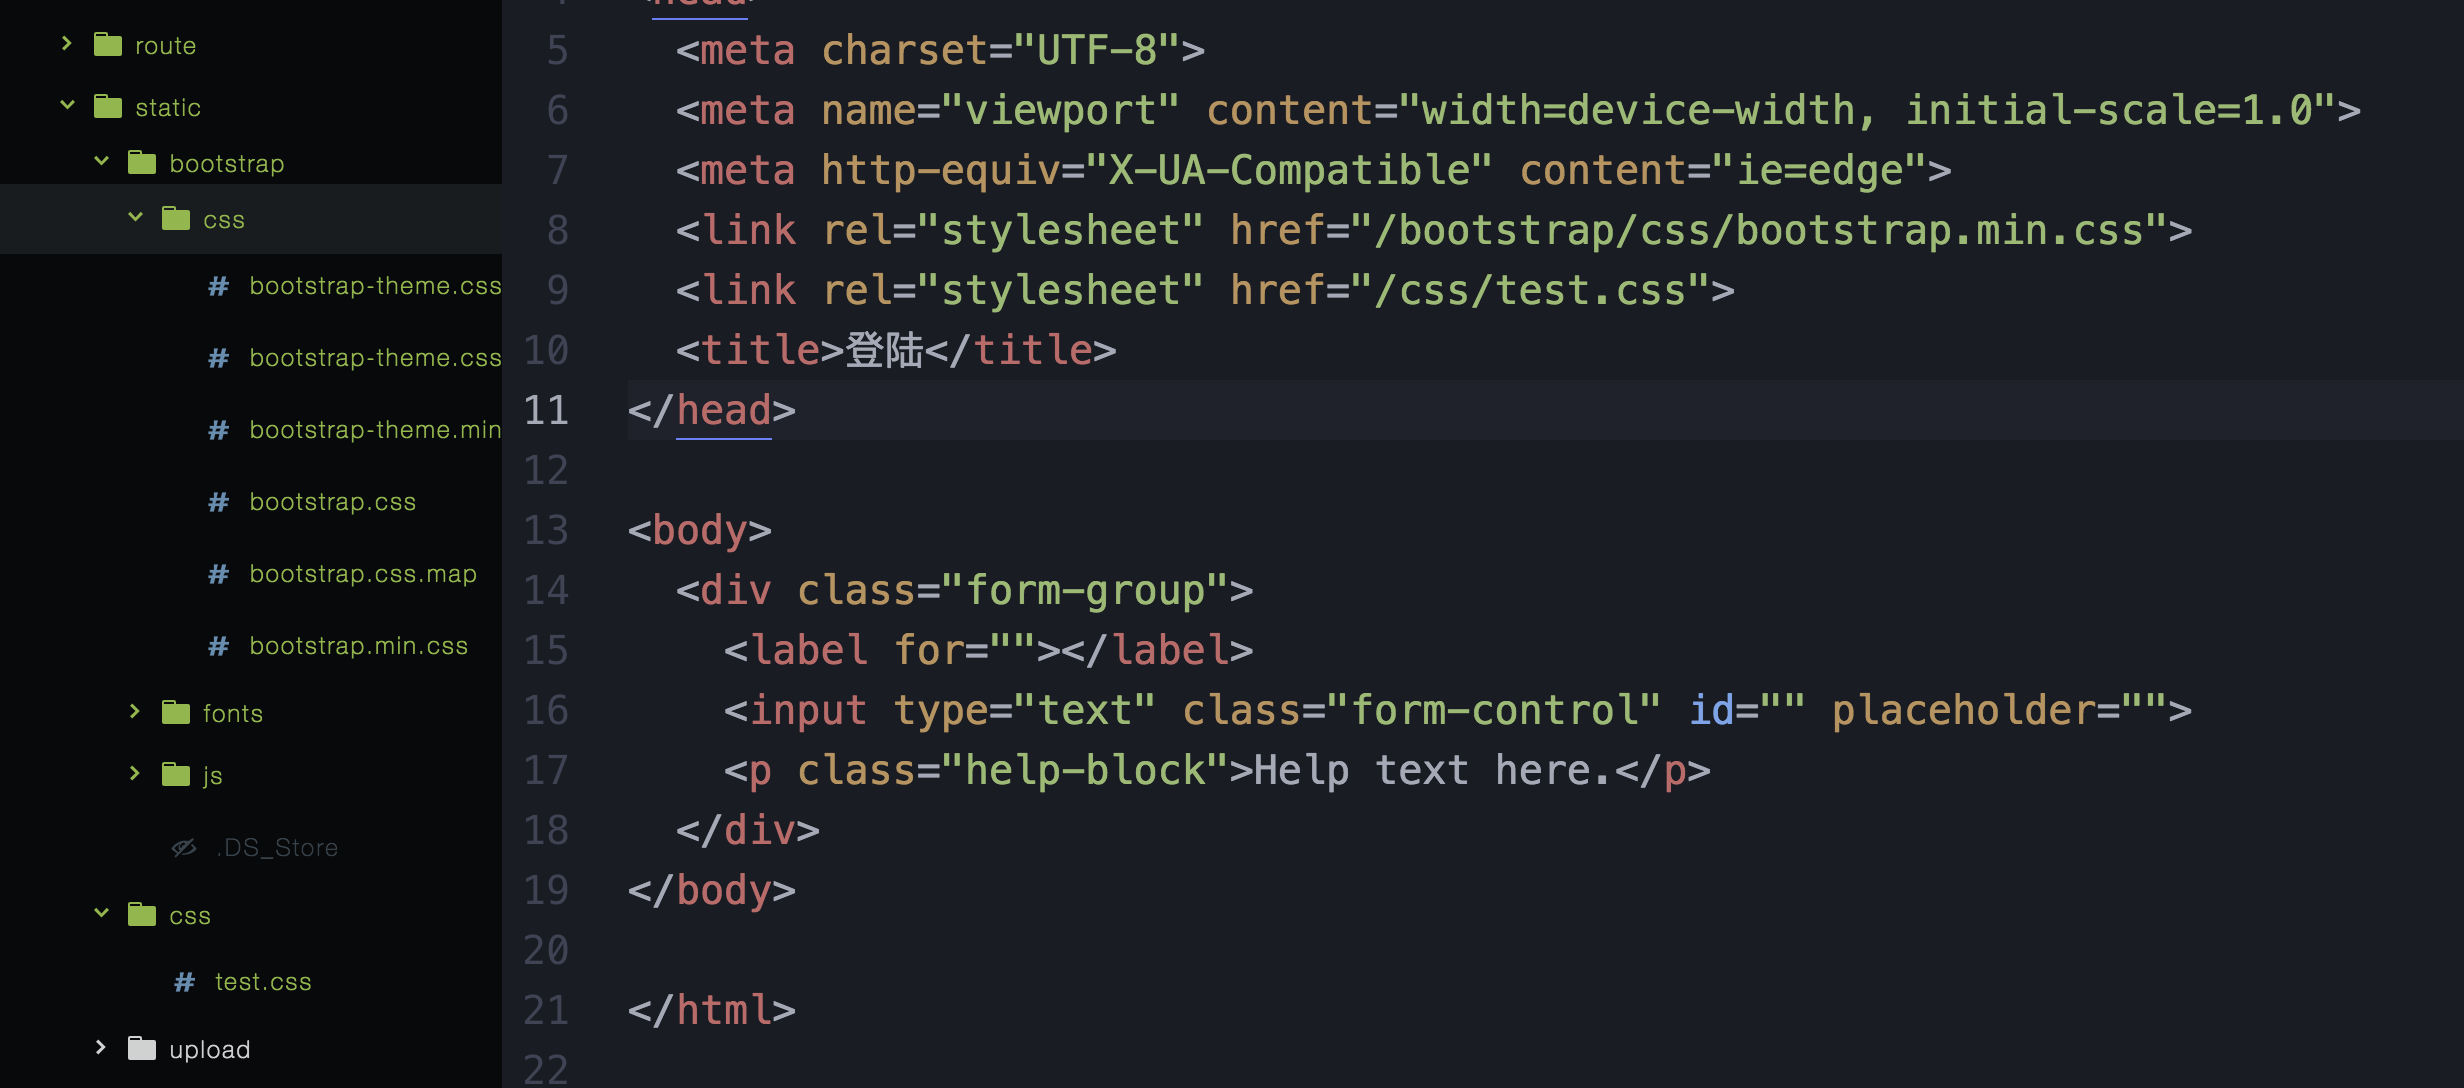 route
static
bootstrap
css
bootstrap-theme.css
bootstrap-theme.css
bootstrap-theme.min
bootstrap.css
bootstrap.css.map
bootstrap.min.css
fonts
js
.DS_Store
css
test.css
upload
4 <head>
5 <meta charset="UTF-8">
6 <meta name="viewport" content="width=device-width, initial-scale=1.0">
7 <meta http-equiv="X-UA-Compatible" content="ie=edge">
8 <link rel="stylesheet" href="/bootstrap/css/bootstrap.min.css">
9 <link rel="stylesheet" href="/css/test.css">
10 <title>登陆</title>
11 </head>
12
13 <body>
14 <div class="form-group">
15 <label for=""></label>
16 <input type="text" class="form-control" id="" placeholder="">
17 <p class="help-block">Help text here.</p>
18 </div>
19 </body>
20
21 </html>
22